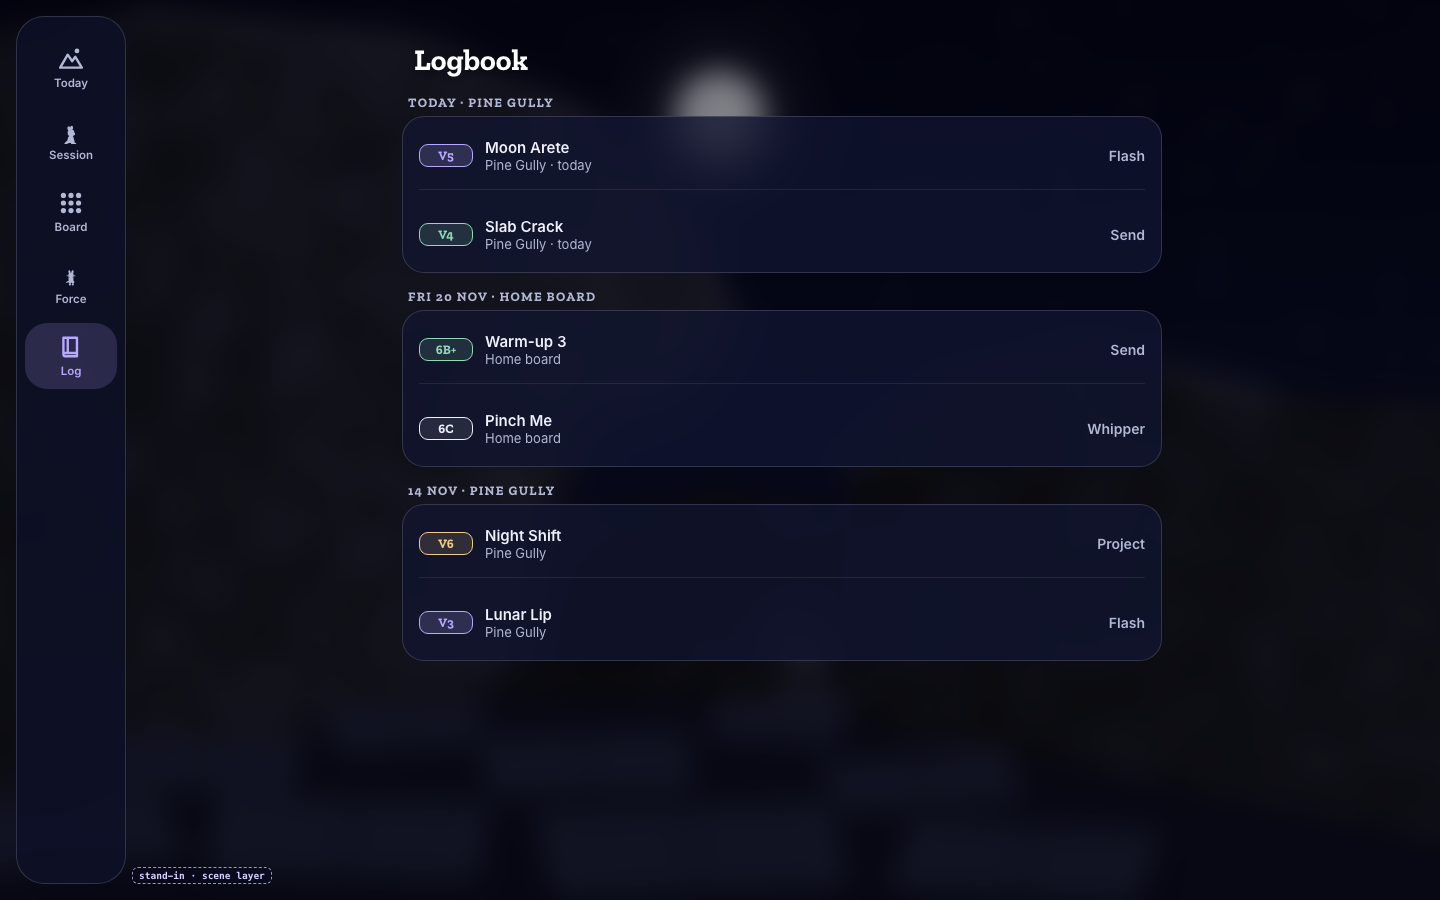 Today
Session
Board
Force
Log
Logbook
TODAY · PINE GULLY
V5
Moon Arete
Pine Gully · today
Flash
V4
Slab Crack
Pine Gully · today
Send
FRI 20 NOV · HOME BOARD
6B+
Warm-up 3
Home board
Send
6C
Pinch Me
Home board
Whipper
14 NOV · PINE GULLY
V6
Night Shift
Pine Gully
Project
V3
Lunar Lip
Pine Gully
Flash
stand-in · scene layer